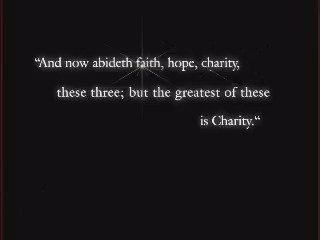 “And now abideth faith, hope, charity,
these three; but the greatest of these
is Charity.“